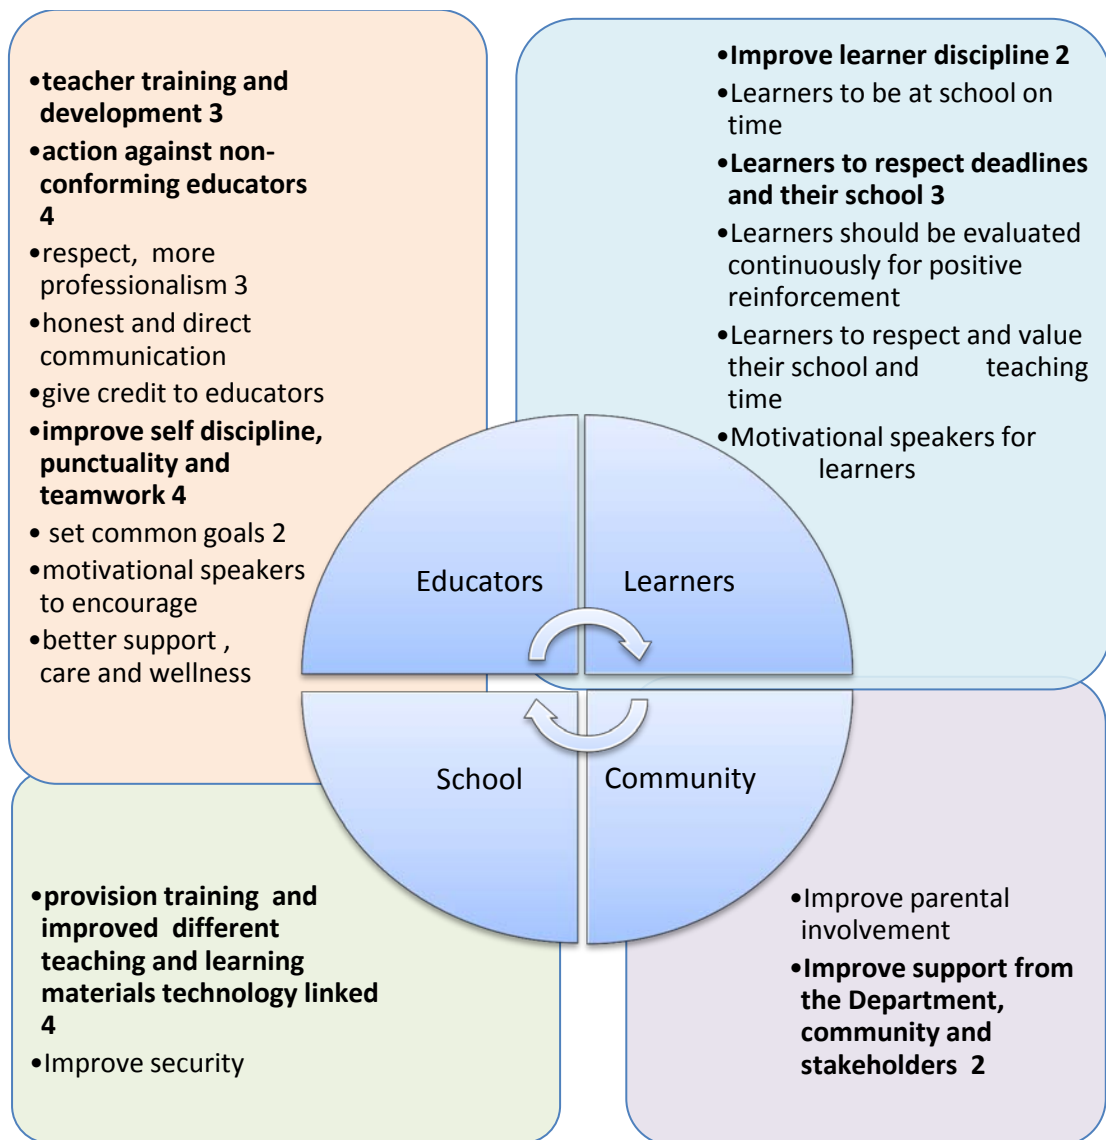 •teacher training and
development 3
•action against non-
conforming educators
4
•respect, more
professionalism 3
•honest and direct
communication
•give credit to educators
•improve self discipline,
punctuality and
teamwork 4
• set common goals 2
•motivational speakers
to encourage
•better support ,
care and wellness
•Improve learner discipline 2
•Learners to be at school on
time
•Learners to respect deadlines
and their school 3
•Learners should be evaluated
continuously for positive
reinforcement
•Learners to respect and value
their school and teaching
time
•Motivational speakers for
learners
Educators
Learners
School
Community
•provision training and
improved different
teaching and learning
materials technology linked
4
•Improve security
•Improve parental
involvement
•Improve support from
the Department,
community and
stakeholders 2